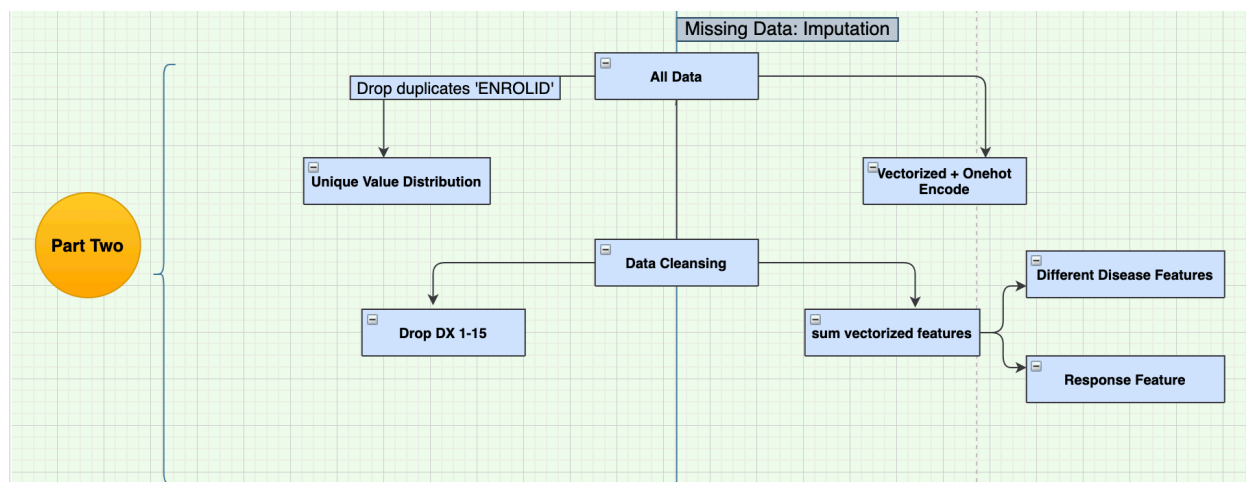 Missing Data: Imputation
All Data
Drop duplicates 'ENROLID'
Unique Value Distribution
Vectorized + Onehot
Encode
Part Two
Data Cleansing
Different Disease Features
Drop DX 1-15
sum vectorized features
Response Feature